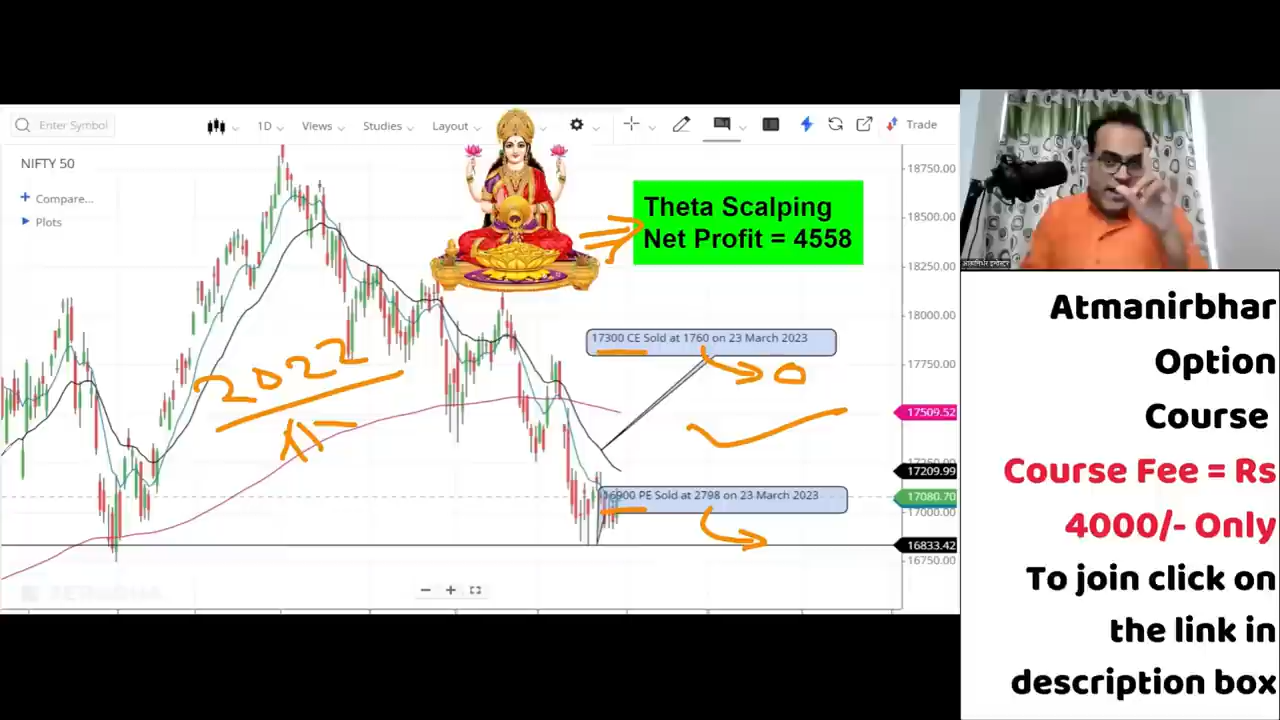 Enter Symbol
1D
Views
Studies
Layout
Trade
NIFTY 50
+ Compare...
Plots
Theta Scalping
Net Profit = 4558
17300 CE Sold at 1760 on 23 March 2023
16900 PE Sold at 2798 on 23 March 2023
2022
0
18750.00
18500.00
18250.00
18000.00
17750.00
17509.52
17250.00
17209.99
17080.70
17000.00
16833.42
16750.00
Atmanirbhar
Option
Course
Course Fee = Rs
4000/- Only
To join click on
the link in
description box